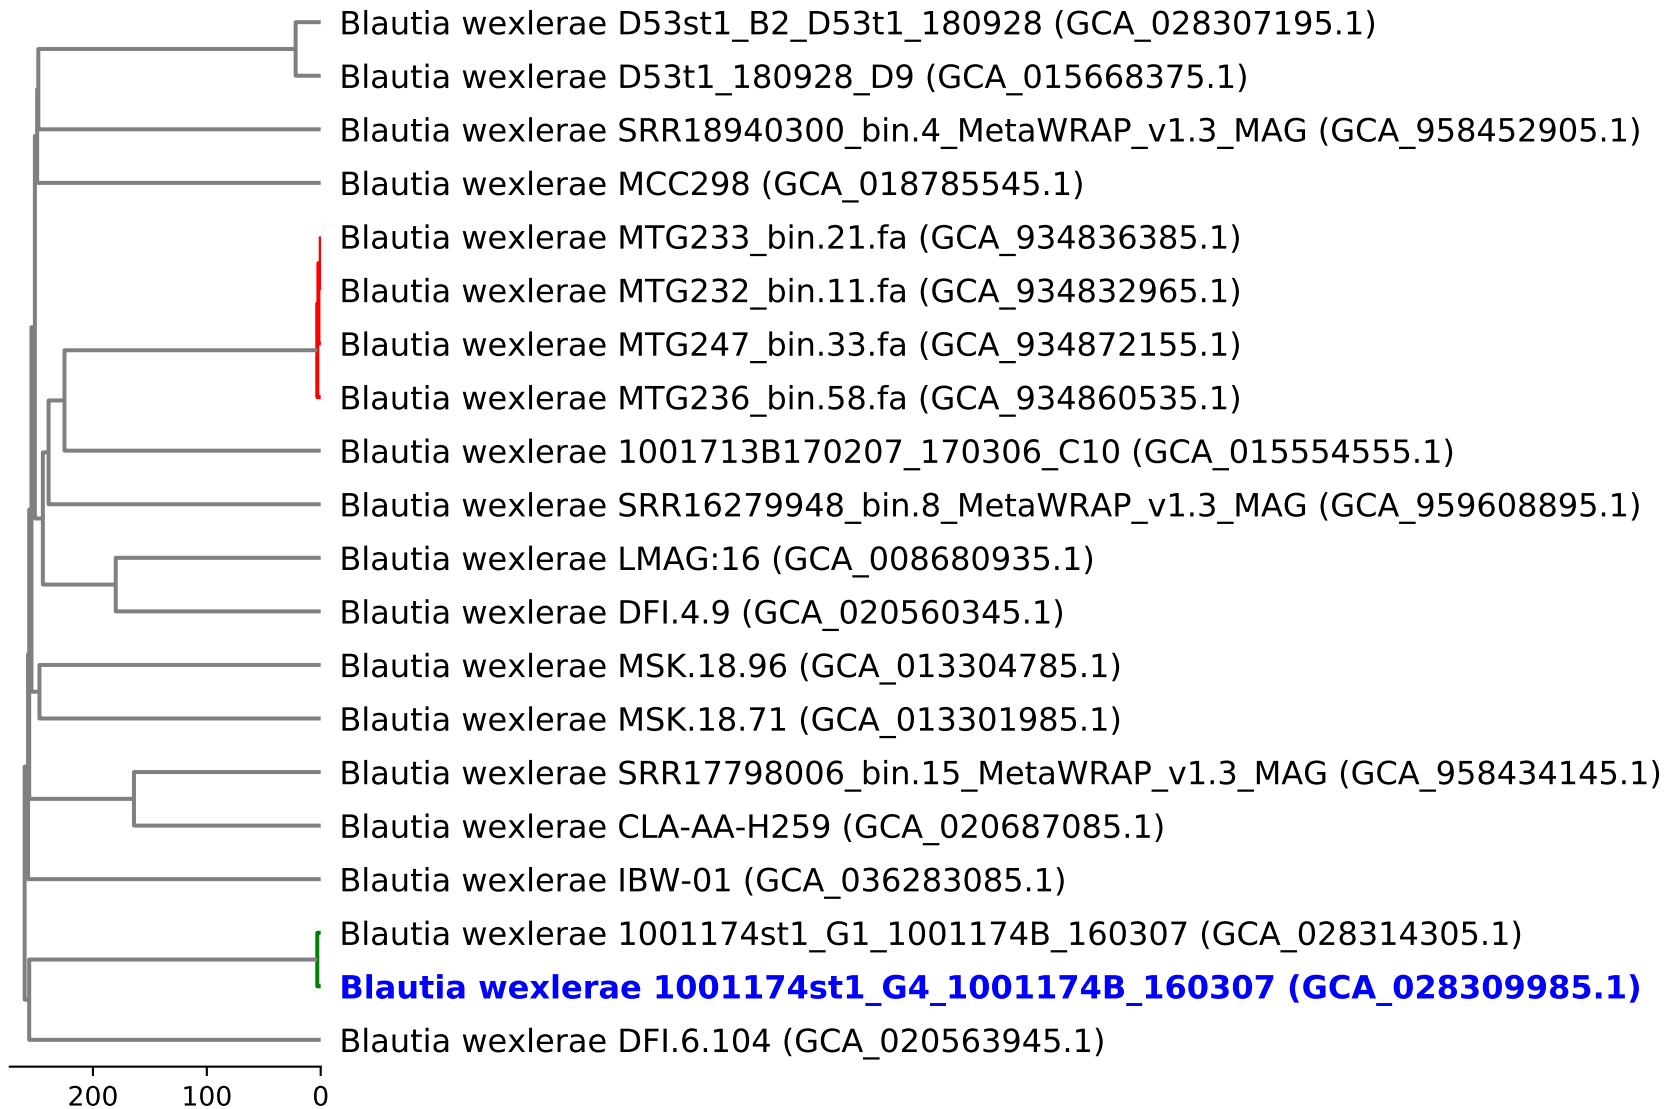 Blautia wexlerae D53st1_B2_D53t1_180928 (GCA_028307195.1)
Blautia wexlerae D53t1_180928_D9 (GCA_015668375.1)
Blautia wexlerae SRR18940300_bin.4_MetaWRAP_v1.3_MAG (GCA_958452905.1)
Blautia wexlerae MCC298 (GCA_018785545.1)
Blautia wexlerae MTG233_bin.21.fa (GCA_934836385.1)
Blautia wexlerae MTG232_bin.11.fa (GCA_934832965.1)
Blautia wexlerae MTG247_bin.33.fa (GCA_934872155.1)
Blautia wexlerae MTG236_bin.58.fa (GCA_934860535.1)
Blautia wexlerae 1001713B170207_170306_C10 (GCA_015554555.1)
Blautia wexlerae SRR16279948_bin.8_MetaWRAP_v1.3_MAG (GCA_959608895.1)
Blautia wexlerae LMAG:16 (GCA_008680935.1)
Blautia wexlerae DFI.4.9 (GCA_020560345.1)
Blautia wexlerae MSK.18.96 (GCA_013304785.1)
Blautia wexlerae MSK.18.71 (GCA_013301985.1)
Blautia wexlerae SRR17798006_bin.15_MetaWRAP_v1.3_MAG (GCA_958434145.1)
Blautia wexlerae CLA-AA-H259 (GCA_020687085.1)
Blautia wexlerae IBW-01 (GCA_036283085.1)
Blautia wexlerae 1001174st1_G1_1001174B_160307 (GCA_028314305.1)
Blautia wexlerae 1001174st1_G4_1001174B_160307 (GCA_028309985.1)
Blautia wexlerae DFI.6.104 (GCA_020563945.1)
200 100 0